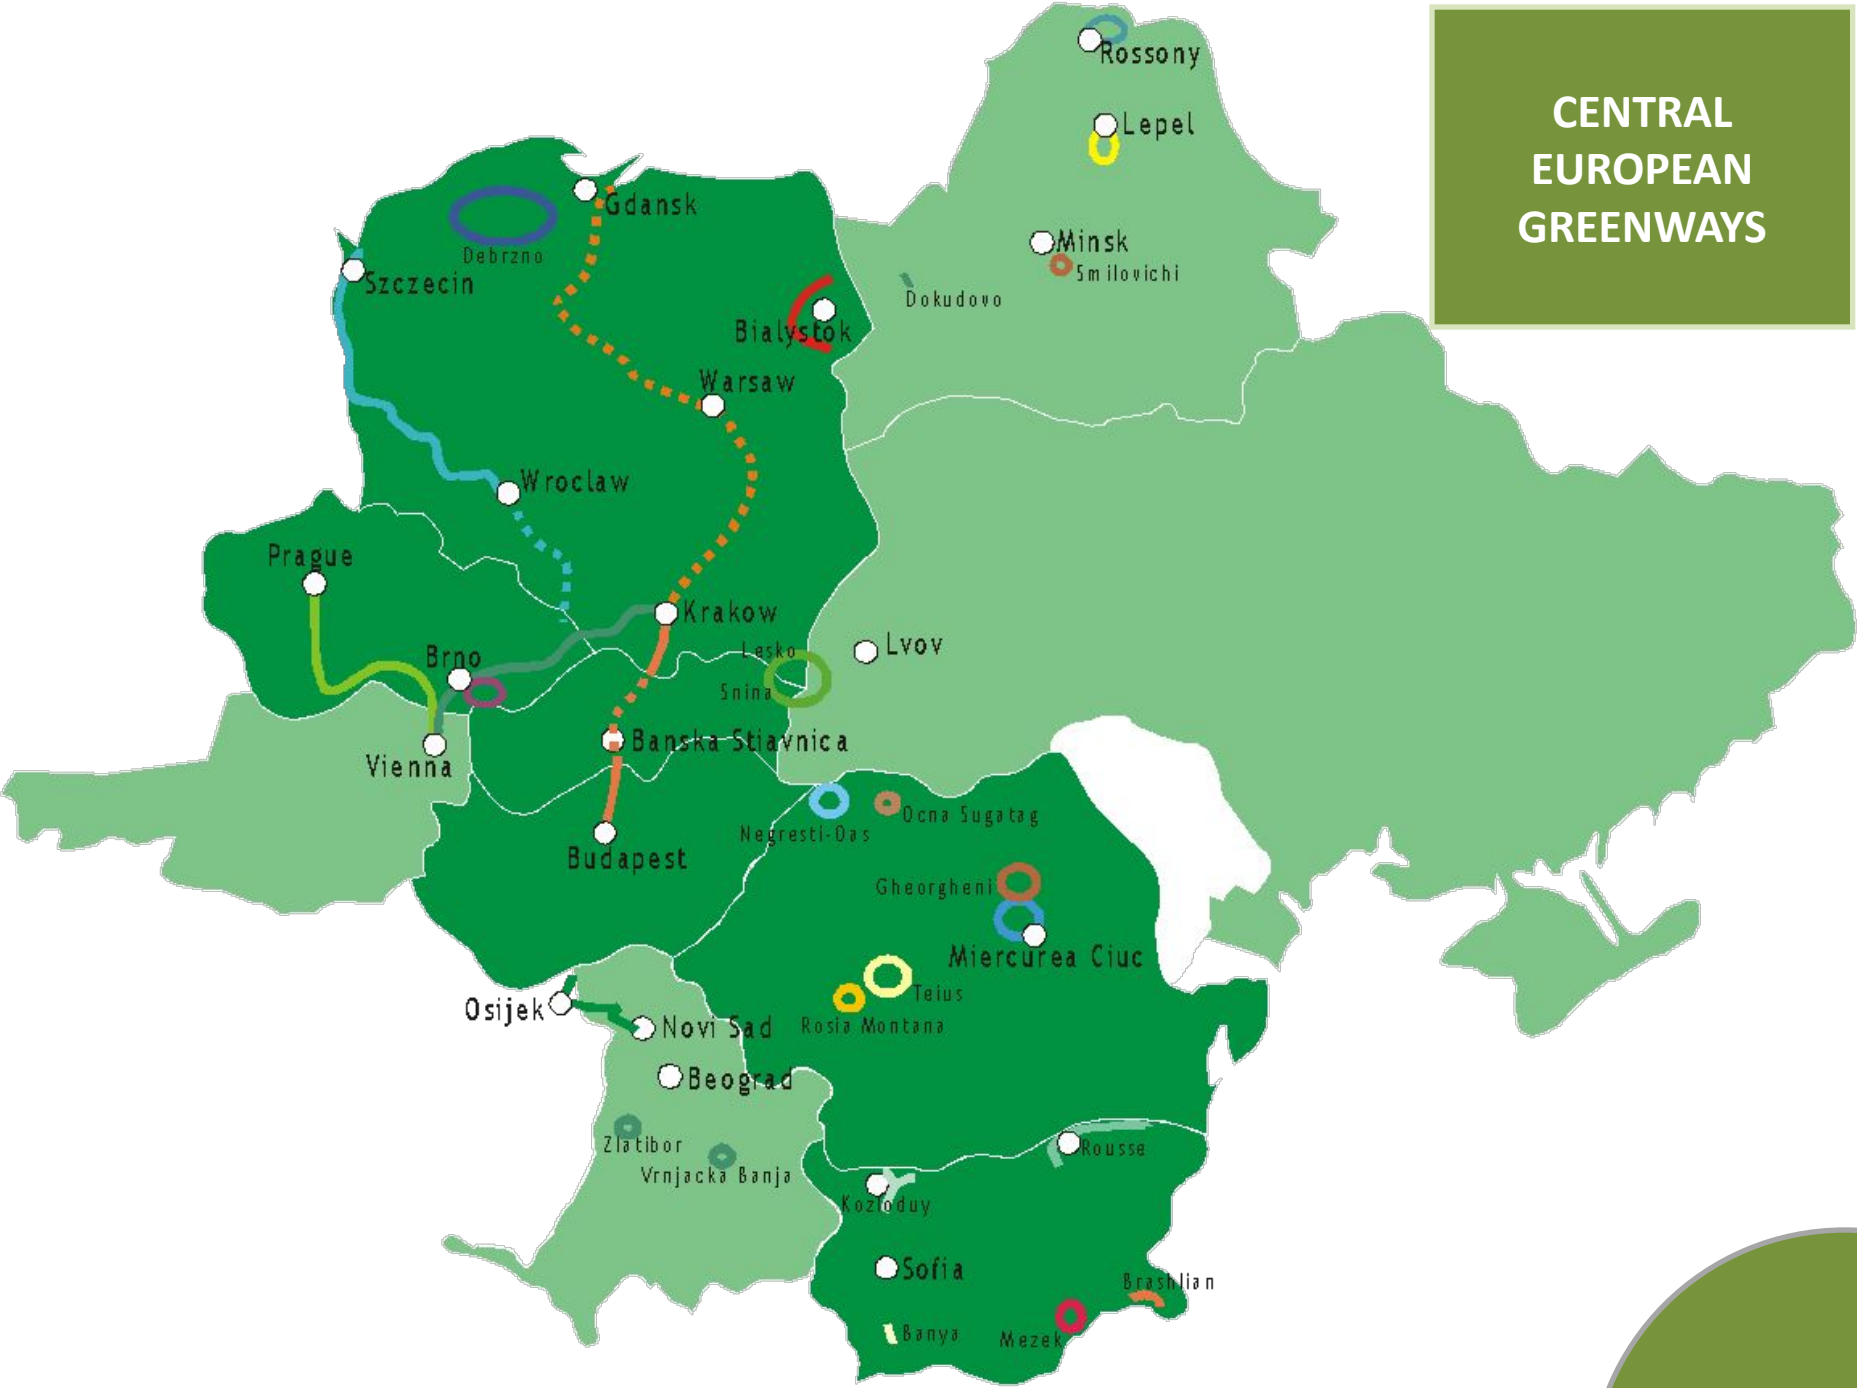 CENTRAL
EUROPEAN
GREENWAYS
Rossony
Lepel
Minsk
Smilovichi
Dokudovo
Gdansk
Debrzno
Szczecin
Bialystok
Warsaw
Wroclaw
Prague
Krakow
Lesko
Lvov
Brno
Snina
Banska Stiavnica
Vienna
Negresti-Oas
Ocna Sugatag
Budapest
Gheorgheni
Miercurea Ciuc
Teius
Osijek
Novi Sad
Rosia Montana
Beograd
Zlatibor
Vrnjacka Banja
Rousse
Kozloduy
Sofia
Brashlian
Banya
Mezek